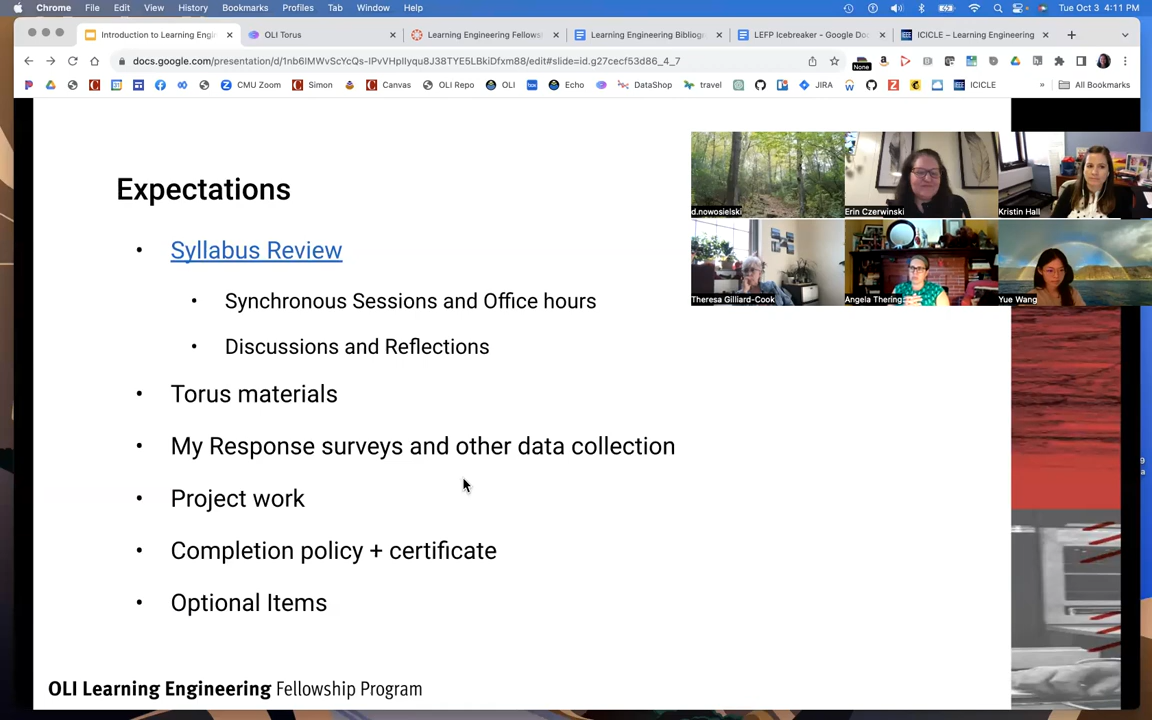 Chrome File Edit View History Bookmarks Profiles Tab Window Help Tue Oct 3 4:11 PM
Introduction to Learning Engi
OLI Torus
Learning Engineering Fellows
Learning Engineering Bibliog
LEFP Icebreaker - Google Do
ICICLE – Learning Engineering
docs.google.com/presentation/d/1nb6IMWvScYcQs-IPvVHpIlyqu8J38TYE5LBkiDfxm88/edit#slide=id.g27cecf53d86_4_7
None
CMU Zoom Simon Canvas OLI Repo OLI Echo DataShop travel JIRA ICICLE » All Bookmarks
Expectations
• Syllabus Review
• Synchronous Sessions and Office hours
• Discussions and Reflections
• Torus materials
• My Response surveys and other data collection
• Project work
• Completion policy + certificate
• Optional Items
OLI Learning Engineering Fellowship Program
d.nowosielski
Erin Czerwinski
Kristin Hall
Theresa Gilliard-Cook
Angela Thering
Yue Wang